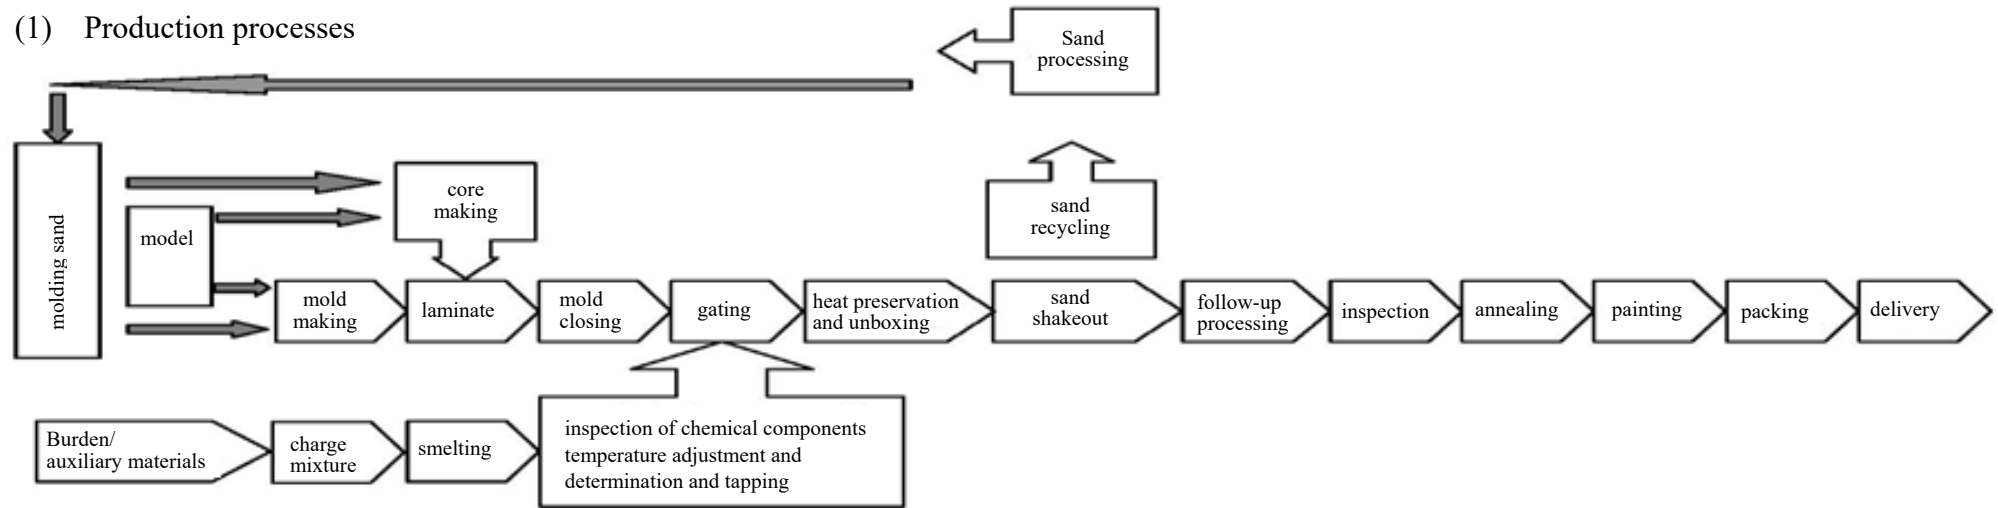 (1) Production processes
Sand
processing
molding sand
model
core
making
sand
recycling
mold
making
laminate
mold
closing
gating
heat preservation
and unboxing
sand
shakeout
follow-up
processing
inspection
annealing
painting
packing
delivery
Burden/
auxiliary materials
charge
mixture
smelting
inspection of chemical components
temperature adjustment and
determination and tapping